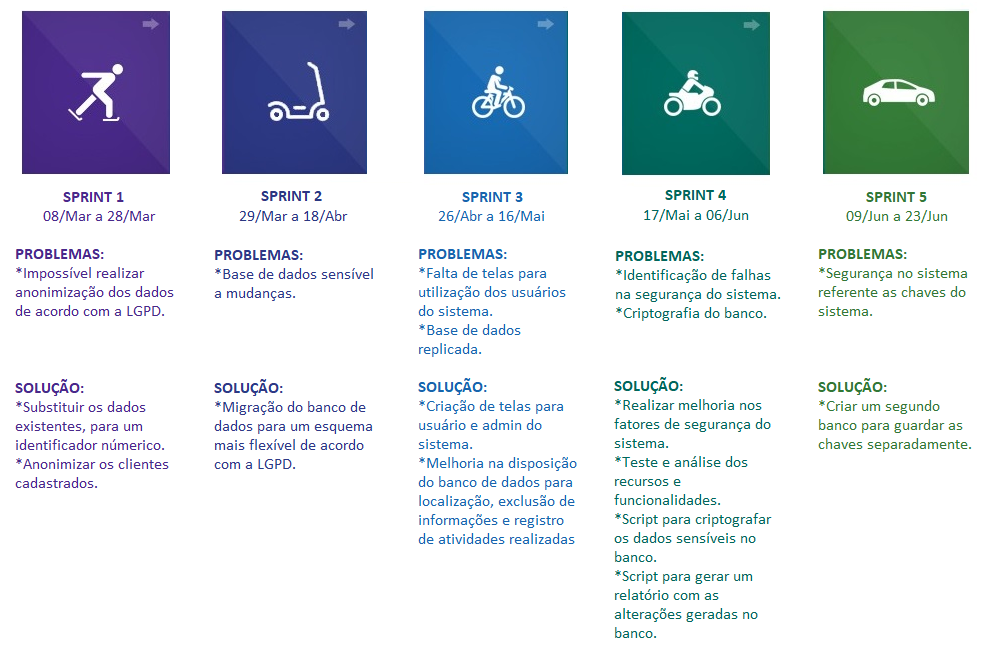 SPRINT 1
08/Mar a 28/Mar
PROBLEMAS:
*Impossível realizar
anonimização dos dados
de acordo com a LGPD.
SOLUÇÃO:
*Substituir os dados
existentes, para um
identificador númerico.
*Anonimizar os clientes
cadastrados.
SPRINT 2
29/Mar a 18/Abr
PROBLEMAS:
*Base de dados sensível
a mudanças.
SOLUÇÃO:
*Migração do banco de
dados para um esquema
mais flexível de acordo
com a LGPD.
SPRINT 3
26/Abr a 16/Mai
PROBLEMAS:
*Falta de telas para
utilização dos usuários
do sistema.
*Base de dados
replicada.
SOLUÇÃO:
*Criação de telas para
usuário e admin do
sistema.
*Melhoria na disposição
do banco de dados para
localização, exclusão de
informações e registro
de atividades realizadas
SPRINT 4
17/Mai a 06/Jun
PROBLEMAS:
*Identificação de falhas
na segurança do sistema.
*Criptografia do banco.
SOLUÇÃO:
*Realizar melhoria nos
fatores de segurança do
sistema.
*Teste e análise dos
recursos e
funcionalidades.
*Script para criptografar
os dados sensíveis no
banco.
*Script para gerar um
relatório com as
alterações geradas no
banco.
SPRINT 5
09/Jun a 23/Jun
PROBLEMAS:
*Segurança no sistema
referente as chaves do
sistema.
SOLUÇÃO:
*Criar um segundo
banco para guardar as
chaves separadamente.